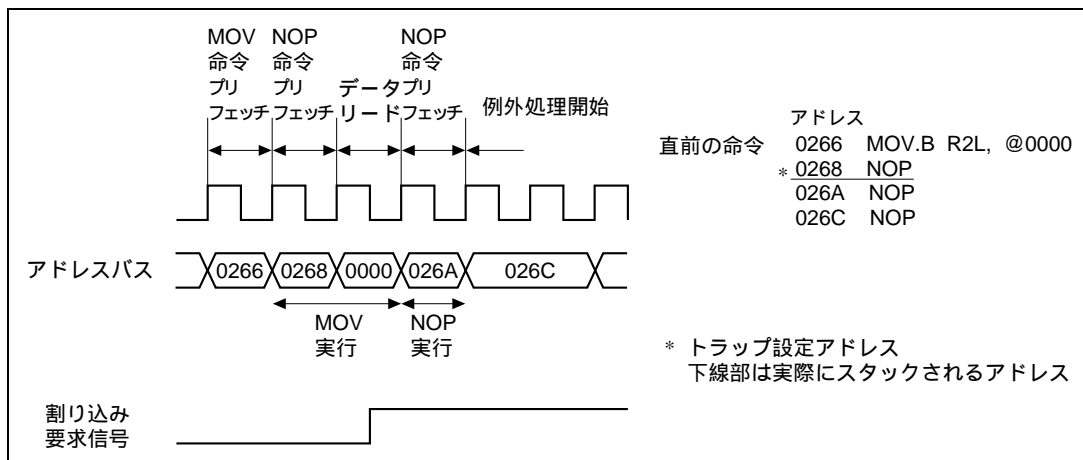 MOV NOP NOP
命令 命令 命令
プリ プリ データ プリ
フェッチ フェッチ リード フェッチ 例外処理開始
アドレス
直前の命令 0266 MOV.B R2L, @0000
* 0268 NOP
026A NOP
026C NOP
アドレスバス 0266 0268 0000 026A 026C
MOV NOP
実行 実行
* トラップ設定アドレス
下線部は実際にスタックされるアドレス
割り込み
要求信号